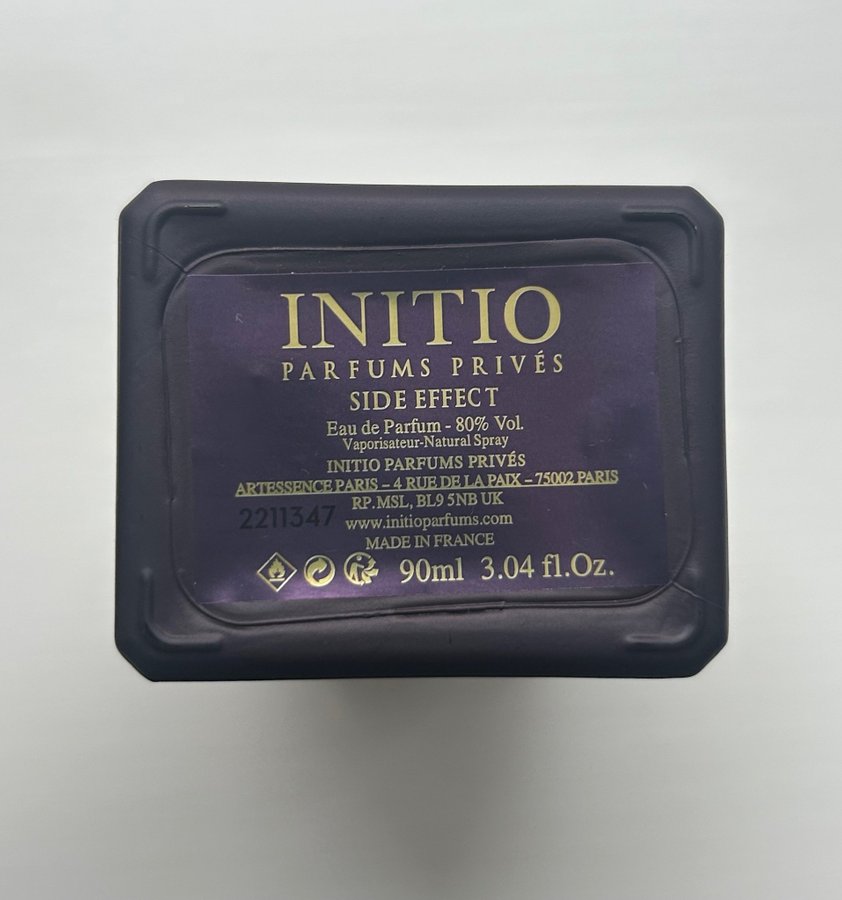 INITIO
PARFUMS PRIVÉS
SIDE EFFECT
Eau de Parfum - 80% Vol.
Vaporisateur-Natural Spray
INITIO PARFUMS PRIVÉS
ARTESSENCE PARIS – 4 RUE DE LA PAIX – 75002 PARIS
RP.MSL, BL9 5NB UK
2211347 www.initioparfums.com
MADE IN FRANCE
90ml 3.04 fl.Oz.